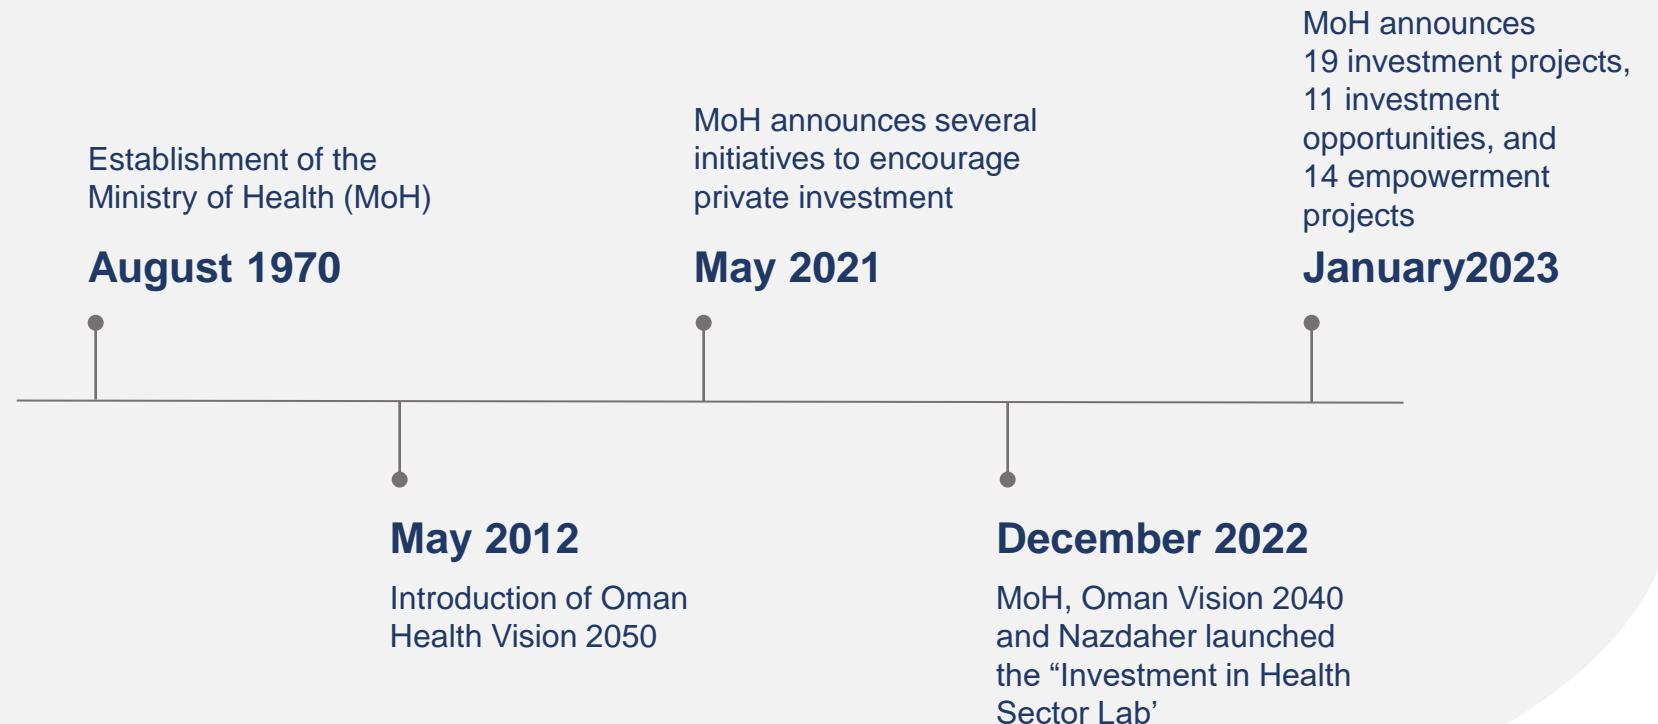 Establishment of the
Ministry of Health (MoH)
August 1970
May 2012
Introduction of Oman
Health Vision 2050
MoH announces several
initiatives to encourage
private investment
May 2021
December 2022
MoH, Oman Vision 2040
and Nazdaher launched
the “Investment in Health
Sector Lab’
MoH announces
19 investment projects,
11 investment
opportunities, and
14 empowerment
projects
January2023